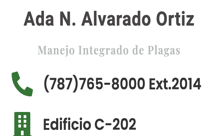 Ada N. Alvarado Ortiz
Manejo Integrado de Plagas
(787)765-8000 Ext.2014
Edificio C-202